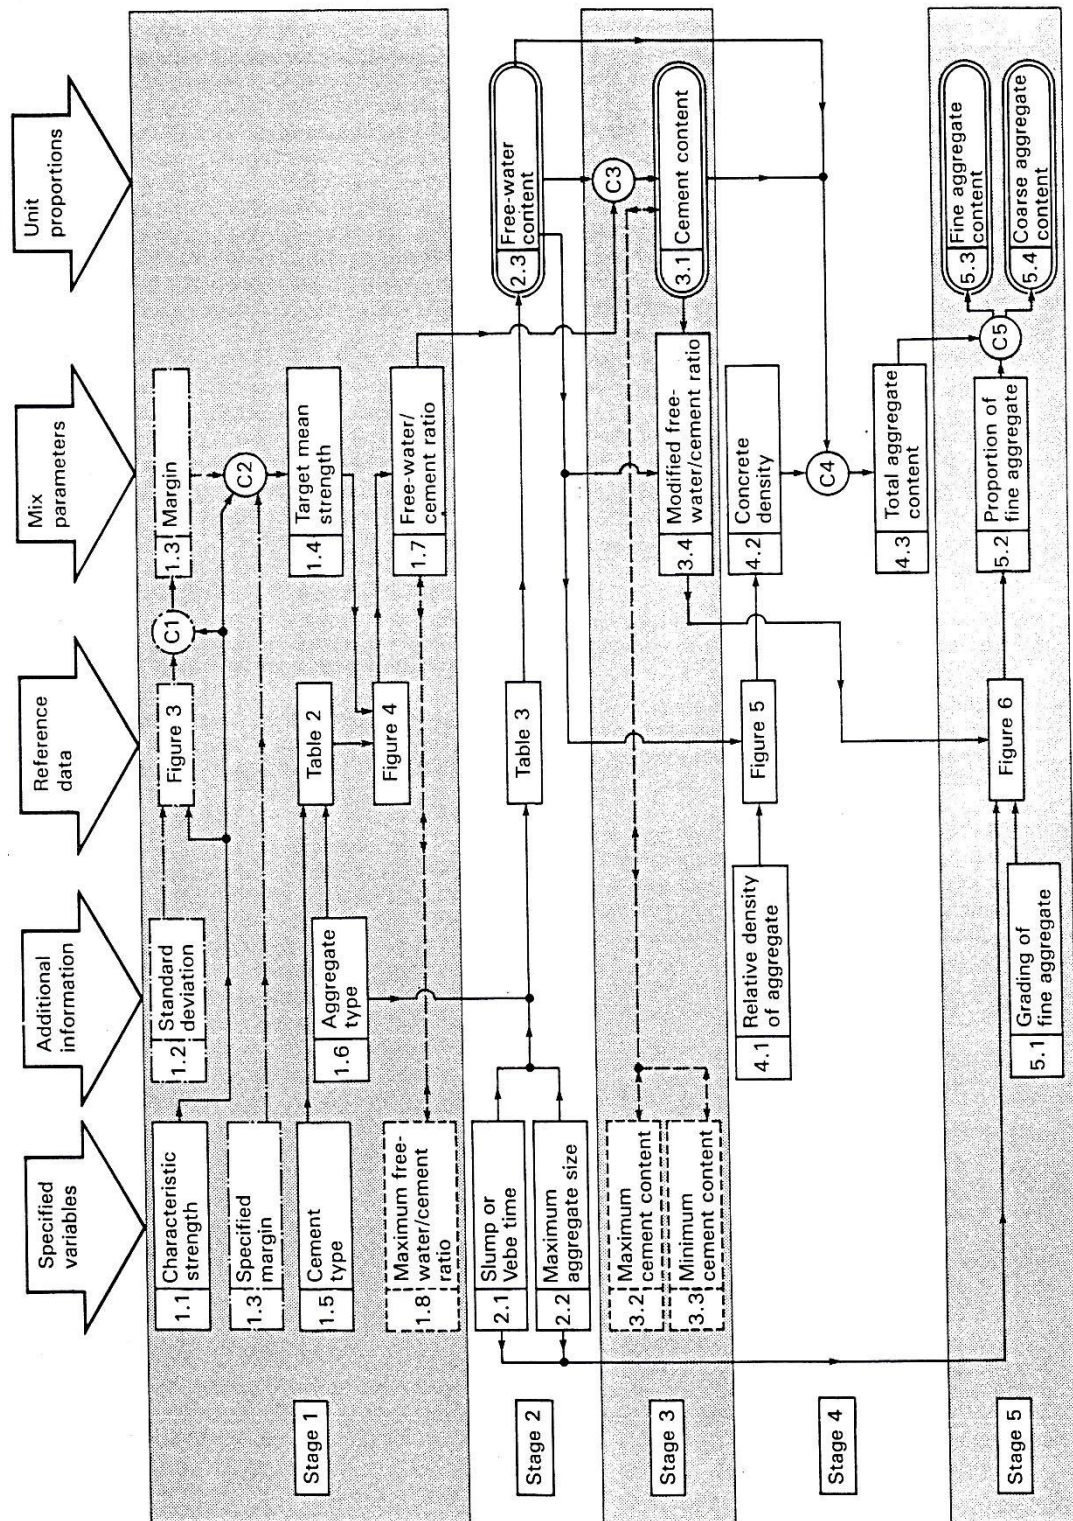 Specified
variables
Additional
information
Reference
data
Mix
parameters
Unit
proportions
Stage 1
1.1
Characteristic
strength
1.2
Standard
deviation
Figure 3
C1
1.3
Margin
1.3
Specified
margin
C2
1.5
Cement
type
1.6
Aggregate
type
Table 2
1.4
Target mean
strength
Figure 4
1.7
Free-water/
cement ratio
1.8
Maximum free-
water/cement
ratio
Stage 2
2.1
Slump or
Vebe time
2.2
Maximum
aggregate size
Table 3
2.3
Free-water
content
Stage 3
3.2
Maximum
cement content
3.3
Minimum
cement content
C3
3.1
Cement content
3.4
Modified free-
water/cement ratio
Stage 4
4.1
Relative density
of aggregate
Figure 5
4.2
Concrete
density
C4
4.3
Total aggregate
content
Stage 5
5.1
Grading of
fine aggregate
Figure 6
5.2
Proportion of
fine aggregate
C5
5.3
Fine aggregate
content
5.4
Coarse aggregate
content